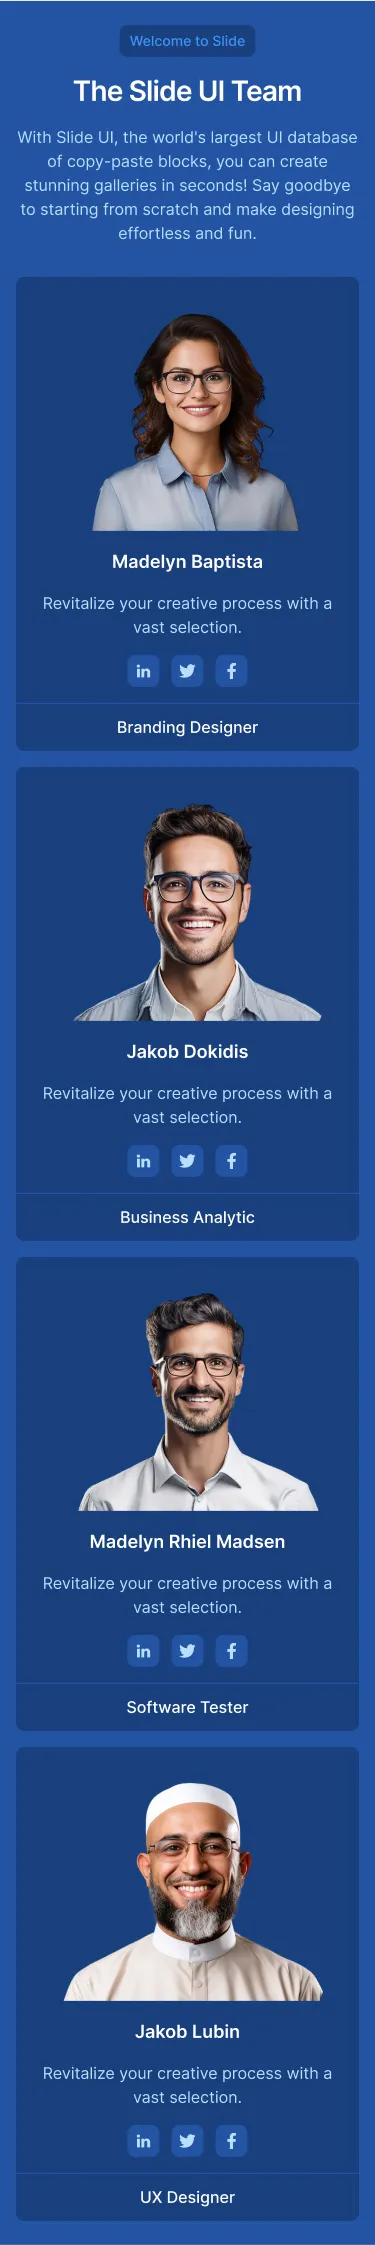 Welcome to Slide
The Slide UI Team
With Slide UI, the world's largest UI database
of copy-paste blocks, you can create
stunning galleries in seconds! Say goodbye
to starting from scratch and make designing
effortless and fun.
Madelyn Baptista
Revitalize your creative process with a
vast selection.
in f
Branding Designer
Jakob Dokidis
Revitalize your creative process with a
vast selection.
in f
Business Analytic
Madelyn Rhiel Madsen
Revitalize your creative process with a
vast selection.
in f
Software Tester
Jakob Lubin
Revitalize your creative process with a
vast selection.
in f
UX Designer